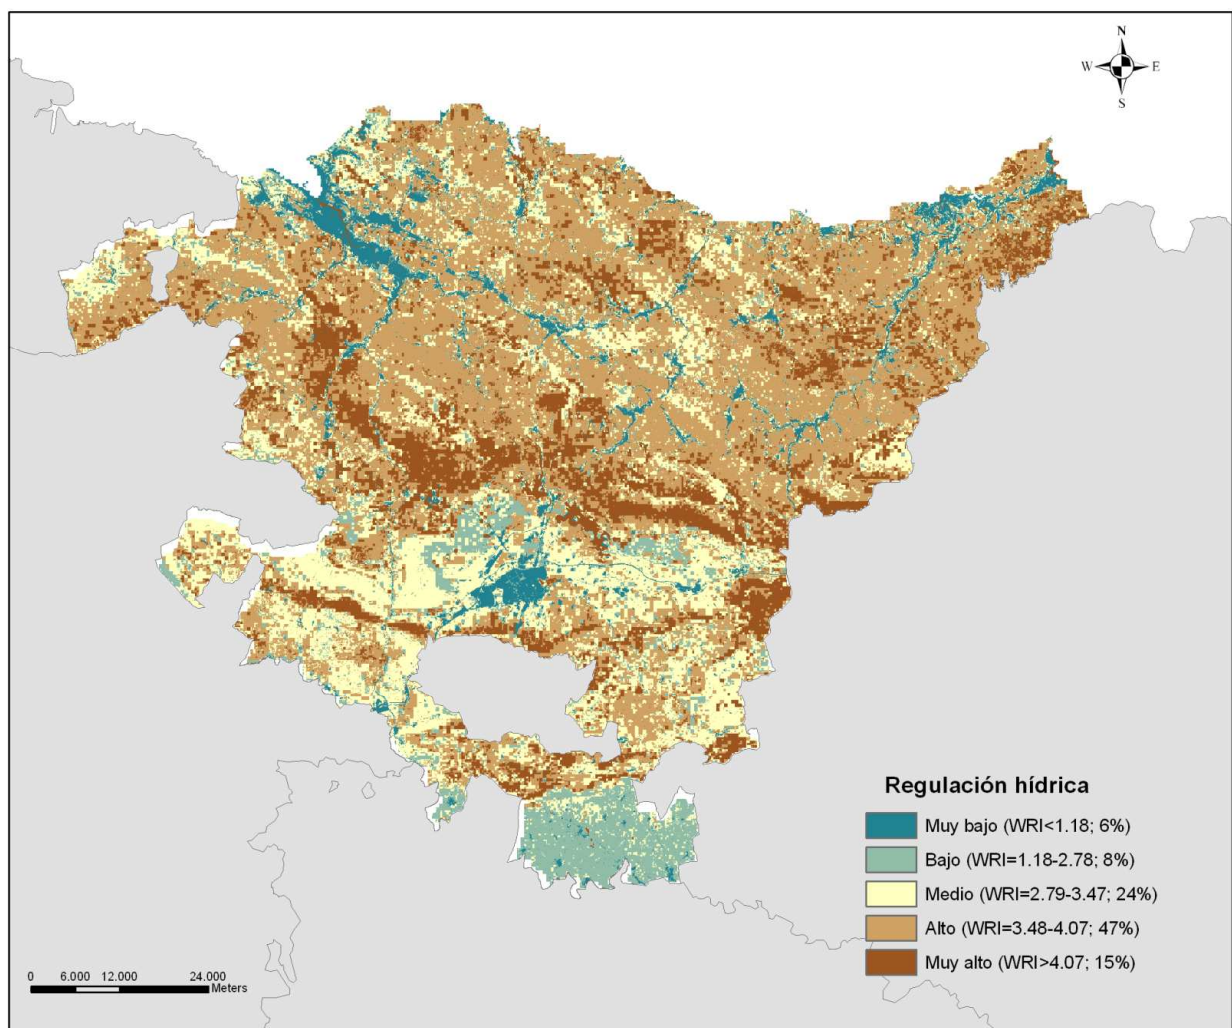 N
W E
S
Regulación hídrica
Muy bajo (WRI<1.18; 6%)
Bajo (WRI=1.18-2.78; 8%)
Medio (WRI=2.79-3.47; 24%)
Alto (WRI=3.48-4.07; 47%)
Muy alto (WRI>4.07; 15%)
0 6.000 12.000 24.000
Meters